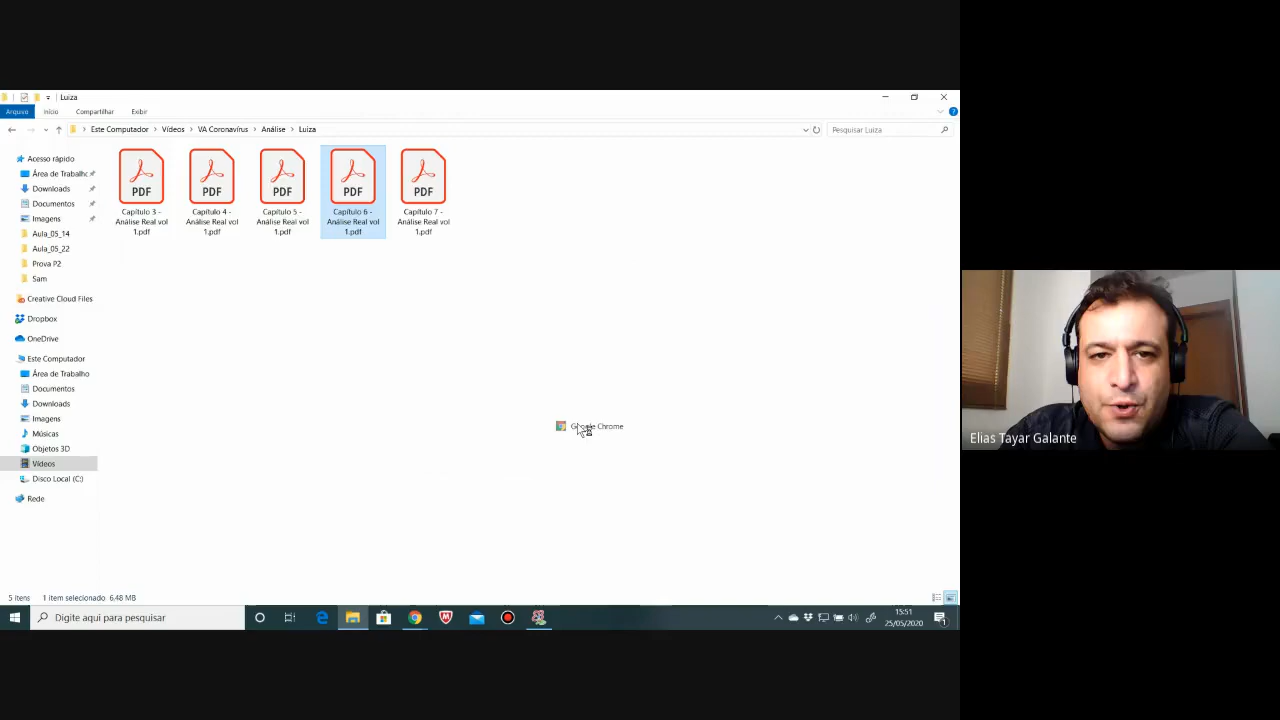 Luiza
Arquivo Início Compartilhar Exibir
Este Computador > Vídeos > VA Coronavírus > Análise > Luiza
Pesquisar Luiza
Acesso rápido
Área de Trabalho
Downloads
Documentos
Imagens
Aula_05_14
Aula_05_22
Prova P2
Sam
Creative Cloud Files
Dropbox
OneDrive
Este Computador
Área de Trabalho
Documentos
Downloads
Imagens
Músicas
Objetos 3D
Vídeos
Disco Local (C:)
Rede
PDF
Capítulo 3 -
Análise Real vol
1.pdf
PDF
Capítulo 4 -
Análise Real vol
1.pdf
PDF
Capítulo 5 -
Análise Real vol
1.pdf
PDF
Capítulo 6 -
Análise Real vol
1.pdf
PDF
Capítulo 7 -
Análise Real vol
1.pdf
Google Chrome
Elias Tayar Galante
5 itens 1 item selecionado 6,48 MB
Digite aqui para pesquisar
15:51
25/05/2020